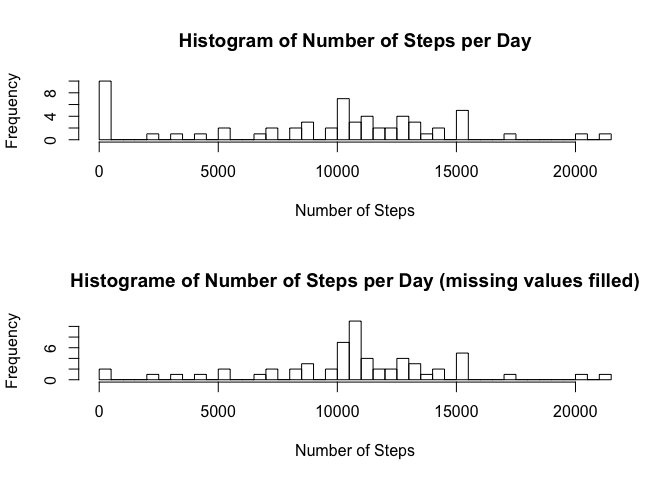 Histogram of Number of Steps per Day
Frequency
0 4 8
0 5000 10000 15000 20000
Number of Steps
Histograme of Number of Steps per Day (missing values filled)
Frequency
0 6
0 5000 10000 15000 20000
Number of Steps